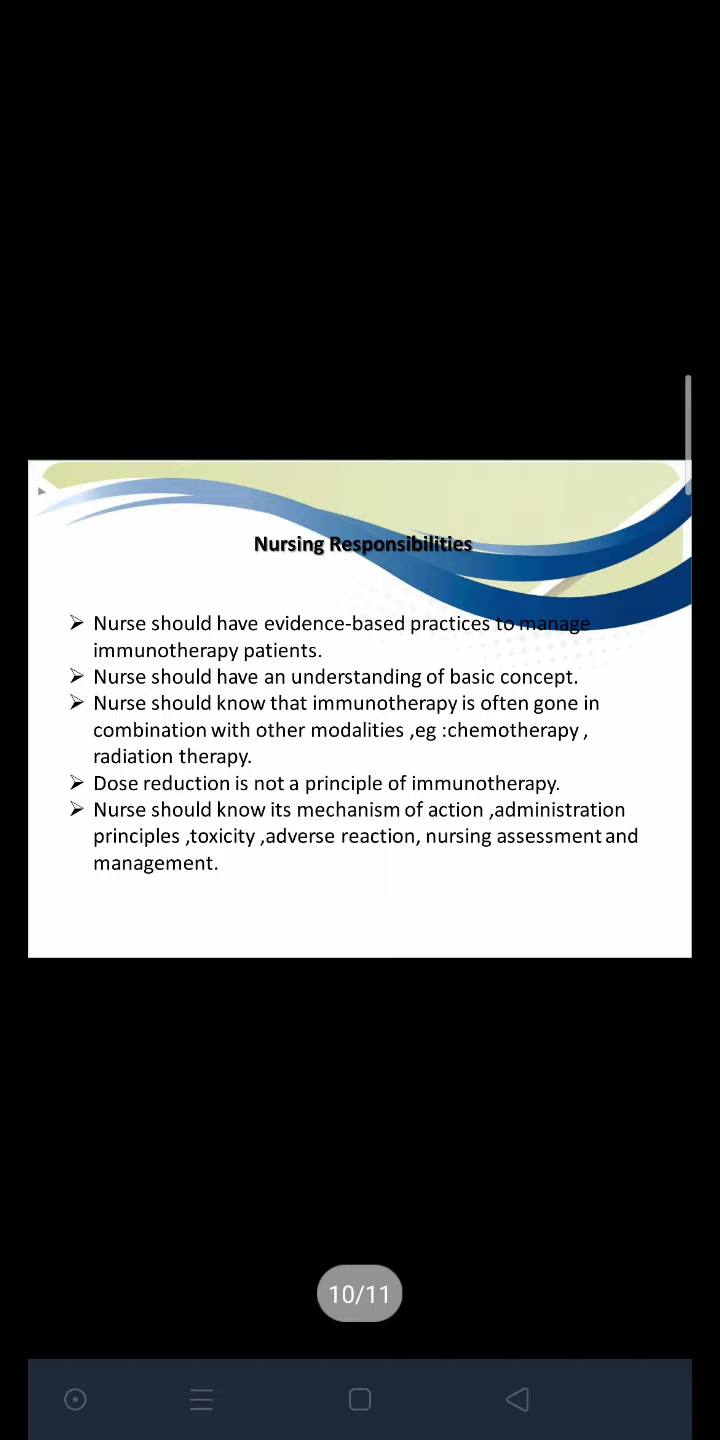 Nursing Responsibilities
➢ Nurse should have evidence-based practices to manage
immunotherapy patients.
➢ Nurse should have an understanding of basic concept.
➢ Nurse should know that immunotherapy is often gone in
combination with other modalities ,eg :chemotherapy ,
radiation therapy.
➢ Dose reduction is not a principle of immunotherapy.
➢ Nurse should know its mechanism of action ,administration
principles ,toxicity ,adverse reaction, nursing assessment and
management.
10/11